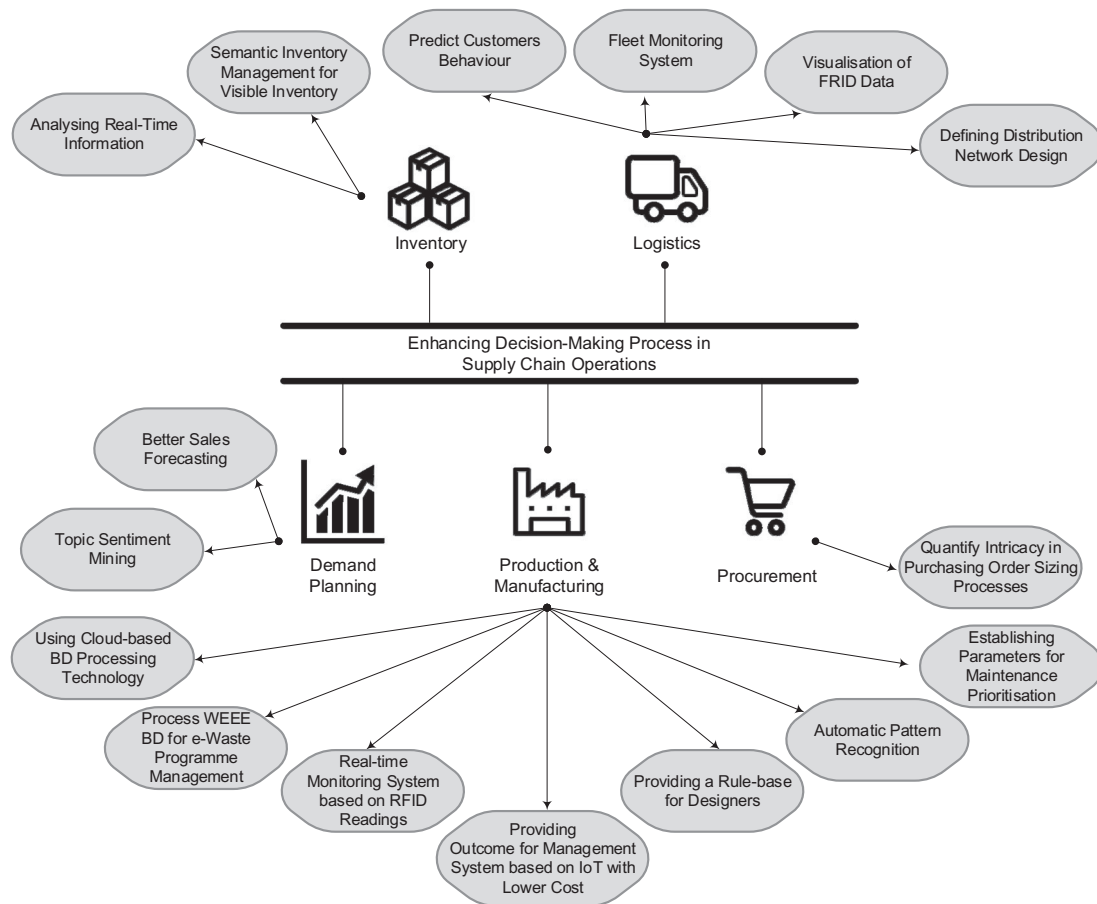 Predict Customers
Behaviour
Fleet Monitoring
System
Semantic Inventory
Management for
Visible Inventory
Visualisation of
FRID Data
Analysing Real-Time
Information
Defining Distribution
Network Design
Inventory
Logistics
Enhancing Decision-Making Process in
Supply Chain Operations
Better Sales
Forecasting
Topic Sentiment
Mining
Demand
Planning
Production &
Manufacturing
Procurement
Quantify Intricacy in
Purchasing Order Sizing
Processes
Using Cloud-based
BD Processing
Technology
Establishing
Parameters for
Maintenance
Prioritisation
Process WEEE
BD for e-Waste
Programme
Management
Automatic Pattern
Recognition
Real-time
Monitoring System
based on RFID
Readings
Providing a Rule-base
for Designers
Providing
Outcome for Management
System based on IoT with
Lower Cost